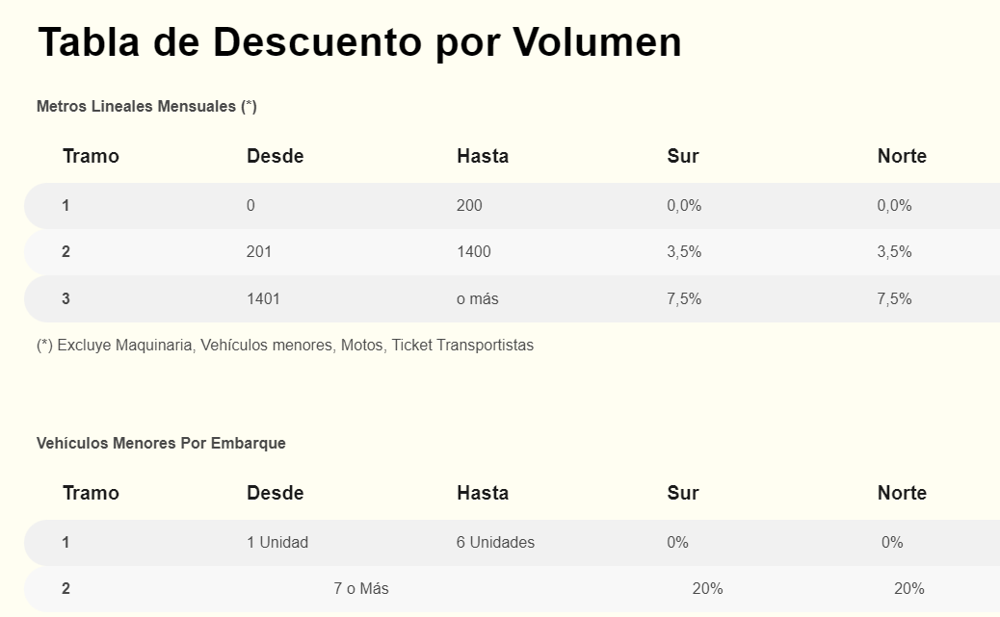 Tabla de Descuento por Volumen
Metros Lineales Mensuales (*)
Tramo Desde Hasta Sur Norte
1 0 200 0,0% 0,0%
2 201 1400 3,5% 3,5%
3 1401 o más 7,5% 7,5%
(*) Excluye Maquinaria, Vehículos menores, Motos, Ticket Transportistas
Vehículos Menores Por Embarque
Tramo Desde Hasta Sur Norte
1 1 Unidad 6 Unidades 0% 0%
2 7 o Más 20% 20%